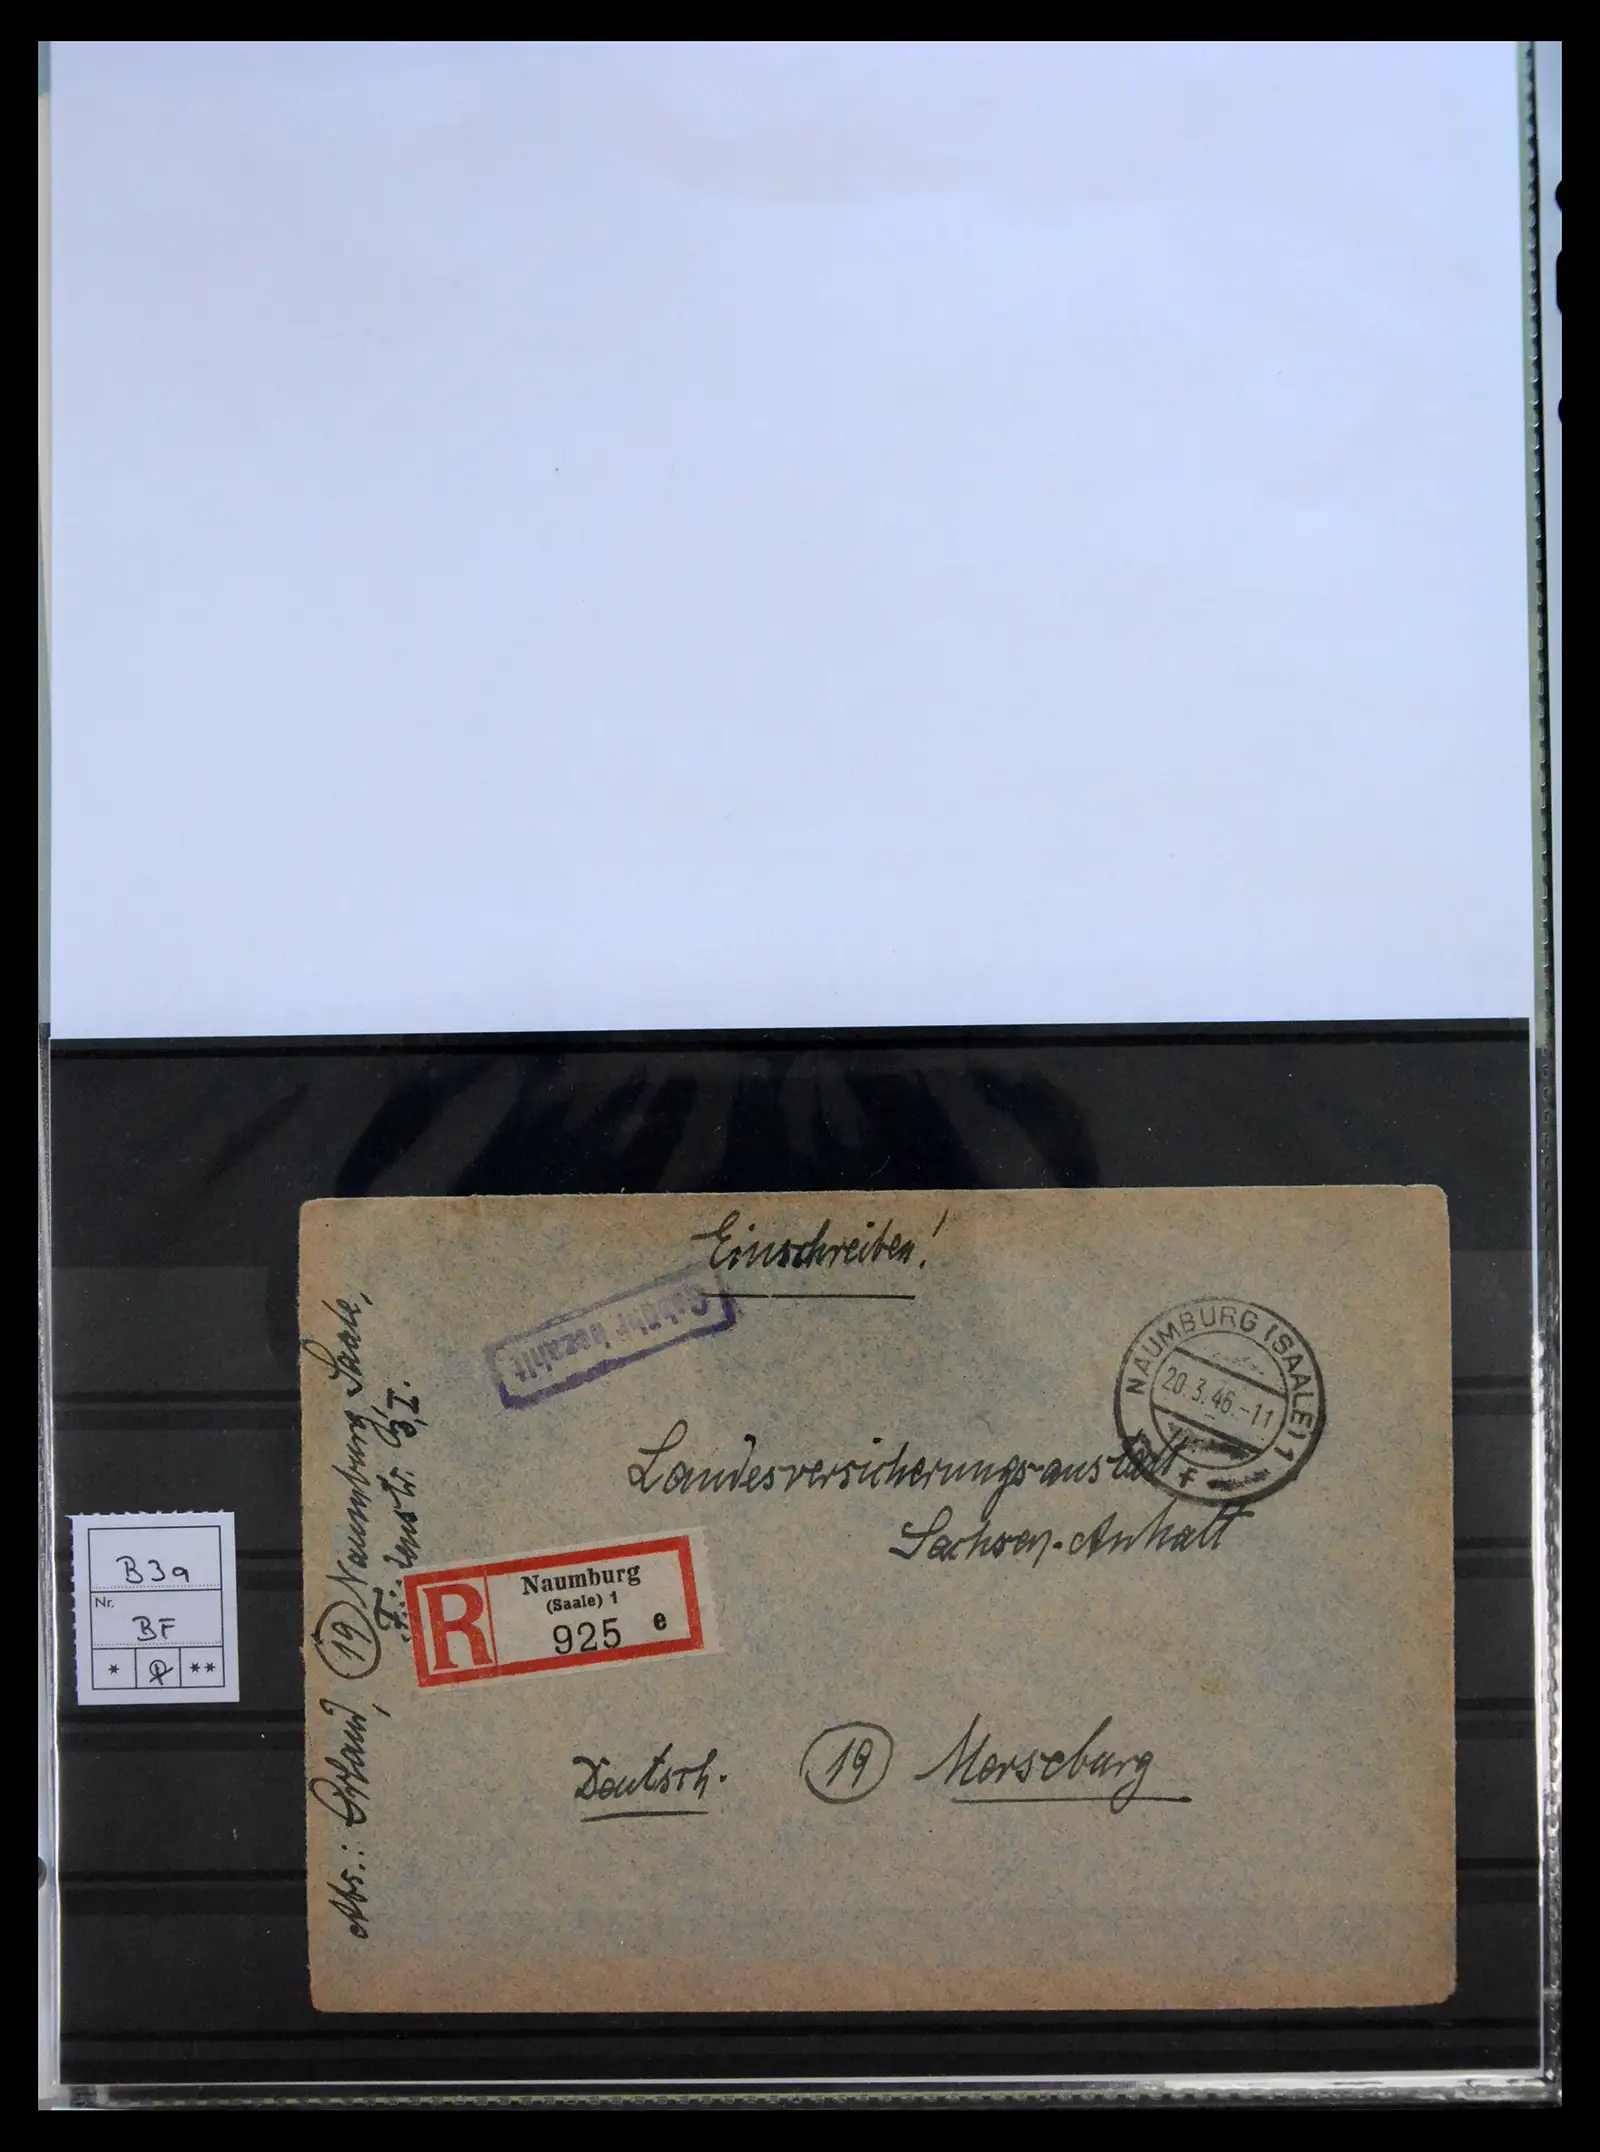 Einschreiben!
Gebühr bezahlt
NAUMBURG (SAALE) 1
20.3.46.-11
f
Landesversicherungsanstalt
Sachsen-Anhalt
R
Naumburg
(Saale) 1
925 e
Deutsch.
19 Merseburg
Abs.: 19 Naumburg Saale,
B3a
Nr.
BF
* **